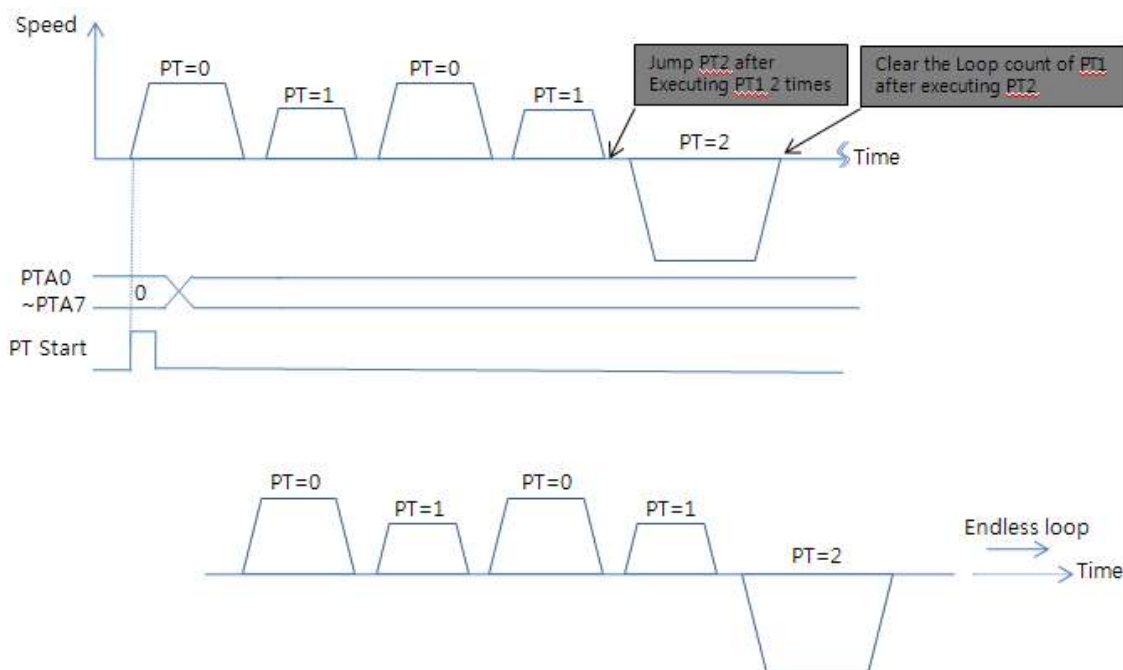 Speed
PT=0
PT=1
PT=0
PT=1
Jump PT2 after
Executing PT1 2 times
Clear the Loop count of PT1
after executing PT2
PT=2
Time
PTA0
~PTA7
0
PT Start
PT=0
PT=1
PT=0
PT=1
PT=2
Endless loop
Time